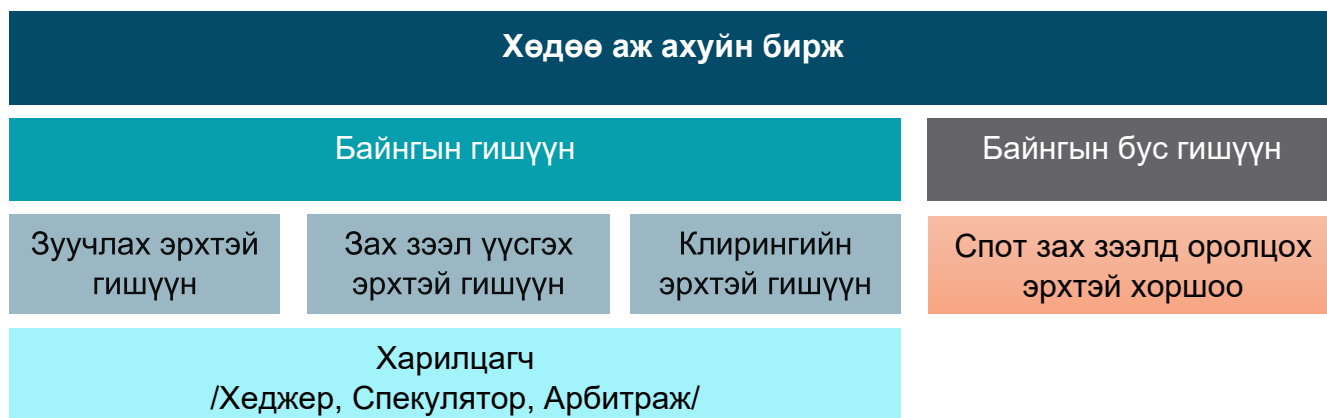 Хөдөө аж ахуйн бирж
Байнгын гишүүн
Байнгын бус гишүүн
Зуучлах эрхтэй
гишүүн
Зах зээл үүсгэх
эрхтэй гишүүн
Клирингийн
эрхтэй гишүүн
Спот зах зээлд оролцох
эрхтэй хоршоо
Харилцагч
/Хеджер, Спекулятор, Арбитраж/